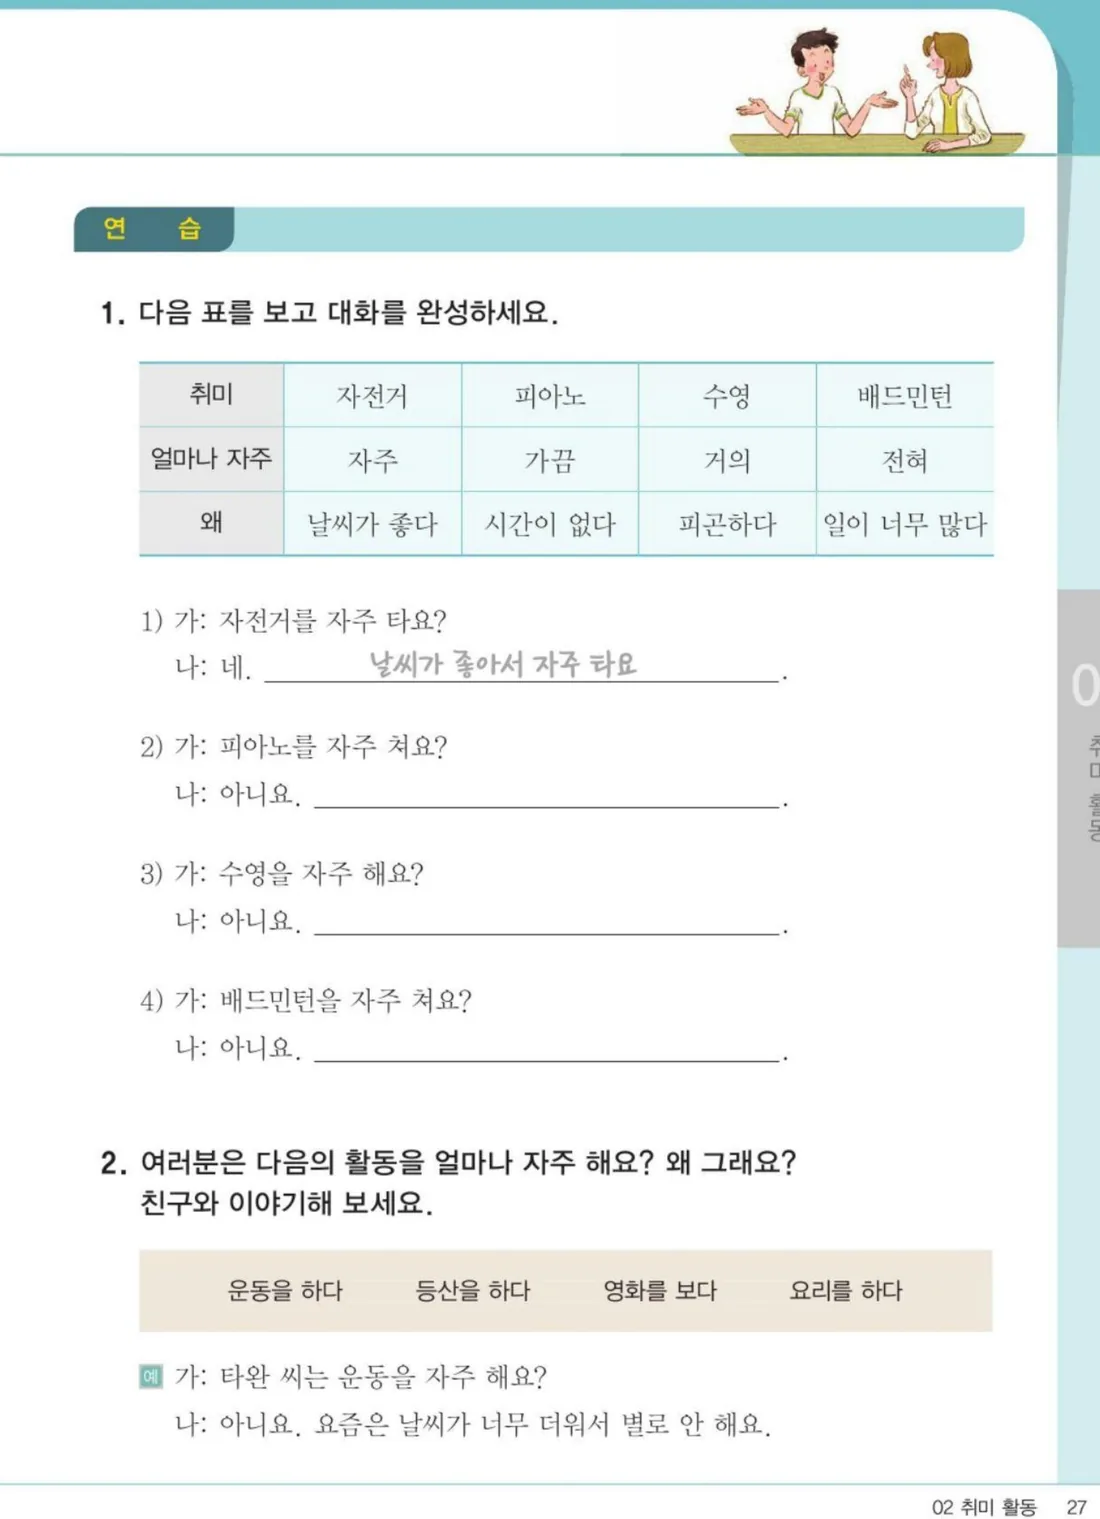 연 습
1. 다음 표를 보고 대화를 완성하세요.
취미 자전거 피아노 수영 배드민턴
얼마나 자주 자주 가끔 거의 전혀
왜 날씨가 좋다 시간이 없다 피곤하다 일이 너무 많다
1) 가: 자전거를 자주 타요?
나: 네. 날씨가 좋아서 자주 타요.
2) 가: 피아노를 자주 쳐요?
나: 아니요. .
3) 가: 수영을 자주 해요?
나: 아니요. .
4) 가: 배드민턴을 자주 쳐요?
나: 아니요. .
2. 여러분은 다음의 활동을 얼마나 자주 해요? 왜 그래요?
친구와 이야기해 보세요.
운동을 하다 등산을 하다 영화를 보다 요리를 하다
예 가: 타완 씨는 운동을 자주 해요?
나: 아니요. 요즘은 날씨가 너무 더워서 별로 안 해요.
02 취미 활동 27
0
취미 활동